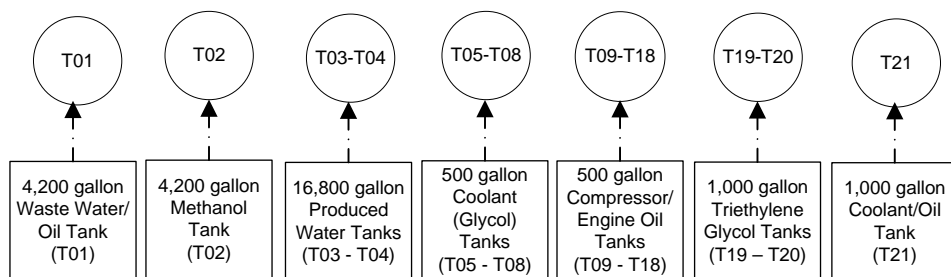 T01
T02
T03-T04
T05-T08
T09-T18
T19-T20
T21
4,200 gallon
Waste Water/
Oil Tank
(T01)
4,200 gallon
Methanol
Tank
(T02)
16,800 gallon
Produced
Water Tanks
(T03 - T04)
500 gallon
Coolant
(Glycol)
Tanks
(T05 - T08)
500 gallon
Compressor/
Engine Oil
Tanks
(T09 - T18)
1,000 gallon
Triethylene
Glycol Tanks
(T19 – T20)
1,000 gallon
Coolant/Oil
Tank
(T21)